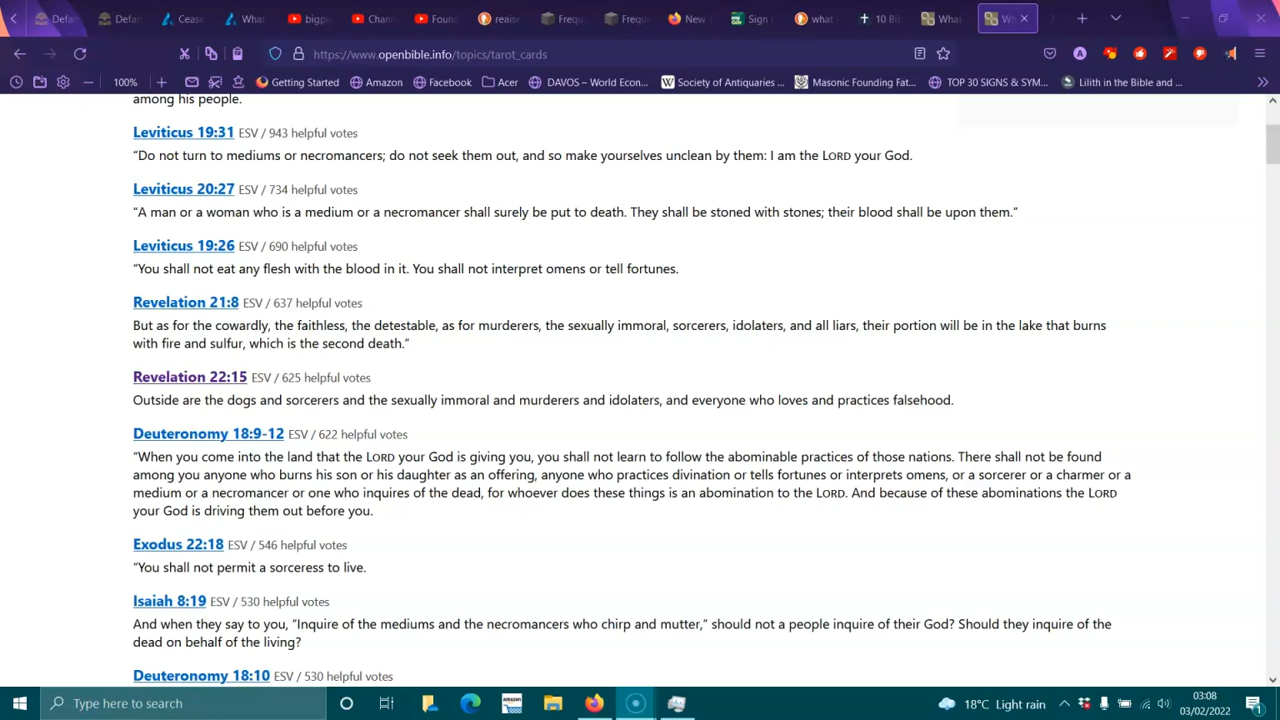 Defam
Defan
Cease
What
bigpe
Chann
Found
reaise
Frequ
Frequ
New
Sign i
what
10 Bi
What
Wh
https://www.openbible.info/topics/tarot_cards
100%
Getting Started
Amazon
Facebook
Acer
DAVOS – World Econ...
Society of Antiquaries ...
Masonic Founding Fat...
TOP 30 SIGNS & SYM...
Lilith in the Bible and ...
among his people.
Leviticus 19:31 ESV / 943 helpful votes
“Do not turn to mediums or necromancers; do not seek them out, and so make yourselves unclean by them: I am the LORD your God.
Leviticus 20:27 ESV / 734 helpful votes
“A man or a woman who is a medium or a necromancer shall surely be put to death. They shall be stoned with stones; their blood shall be upon them.”
Leviticus 19:26 ESV / 690 helpful votes
“You shall not eat any flesh with the blood in it. You shall not interpret omens or tell fortunes.
Revelation 21:8 ESV / 637 helpful votes
But as for the cowardly, the faithless, the detestable, as for murderers, the sexually immoral, sorcerers, idolaters, and all liars, their portion will be in the lake that burns
with fire and sulfur, which is the second death.”
Revelation 22:15 ESV / 625 helpful votes
Outside are the dogs and sorcerers and the sexually immoral and murderers and idolaters, and everyone who loves and practices falsehood.
Deuteronomy 18:9-12 ESV / 622 helpful votes
“When you come into the land that the LORD your God is giving you, you shall not learn to follow the abominable practices of those nations. There shall not be found
among you anyone who burns his son or his daughter as an offering, anyone who practices divination or tells fortunes or interprets omens, or a sorcerer or a charmer or a
medium or a necromancer or one who inquires of the dead, for whoever does these things is an abomination to the LORD. And because of these abominations the LORD
your God is driving them out before you.
Exodus 22:18 ESV / 546 helpful votes
“You shall not permit a sorceress to live.
Isaiah 8:19 ESV / 530 helpful votes
And when they say to you, “Inquire of the mediums and the necromancers who chirp and mutter,” should not a people inquire of their God? Should they inquire of the
dead on behalf of the living?
Deuteronomy 18:10 ESV / 530 helpful votes
Type here to search
amazon
18°C Light rain
03:08
03/02/2022